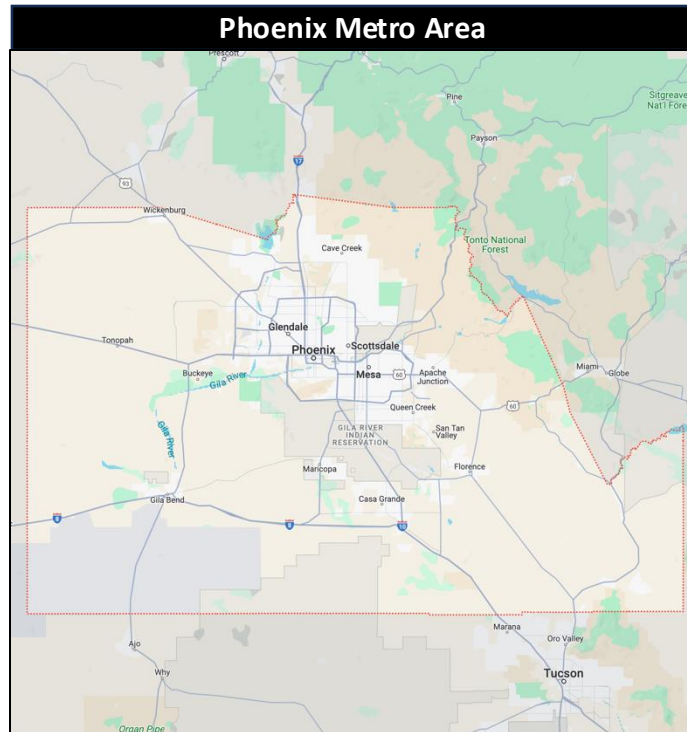 Phoenix Metro Area
Prescott
Pine
Sitgreave
Nat'l Fore
Payson
17
93
Wickenburg
Tonto National
Forest
Cave Creek
Glendale
Scottsdale
Tonopah
Phoenix
Miami
Globe
Buckeye
Gila River
Mesa
60
Apache
Junction
Queen Creek
60
Gila River
GILA RIVER
INDIAN
RESERVATION
San Tan
Valley
Maricopa
Florence
Gila Bend
Casa Grande
8
8
10
Marana
Oro Valley
Ajo
Why
Tucson
Organ Pipe